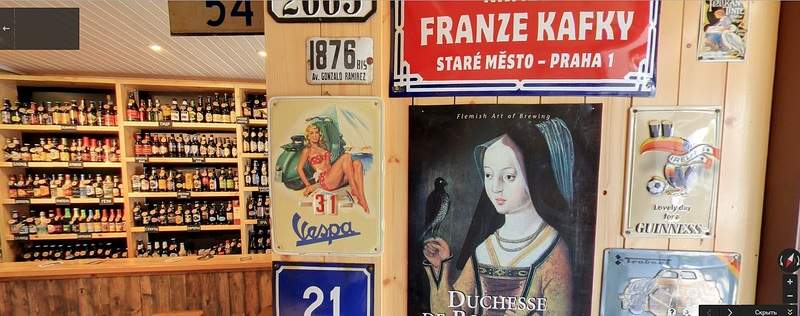 54
2005
1876 BIS
Av. GONZALO RAMIREZ
FRANZE KAFKY
STARÉ MĚSTO – PRAHA 1
31
Vespa
21
Flemish Art of Brewing
DUCHESSE
Lovely day
for a
GUINNESS
Trabant
Скрыть